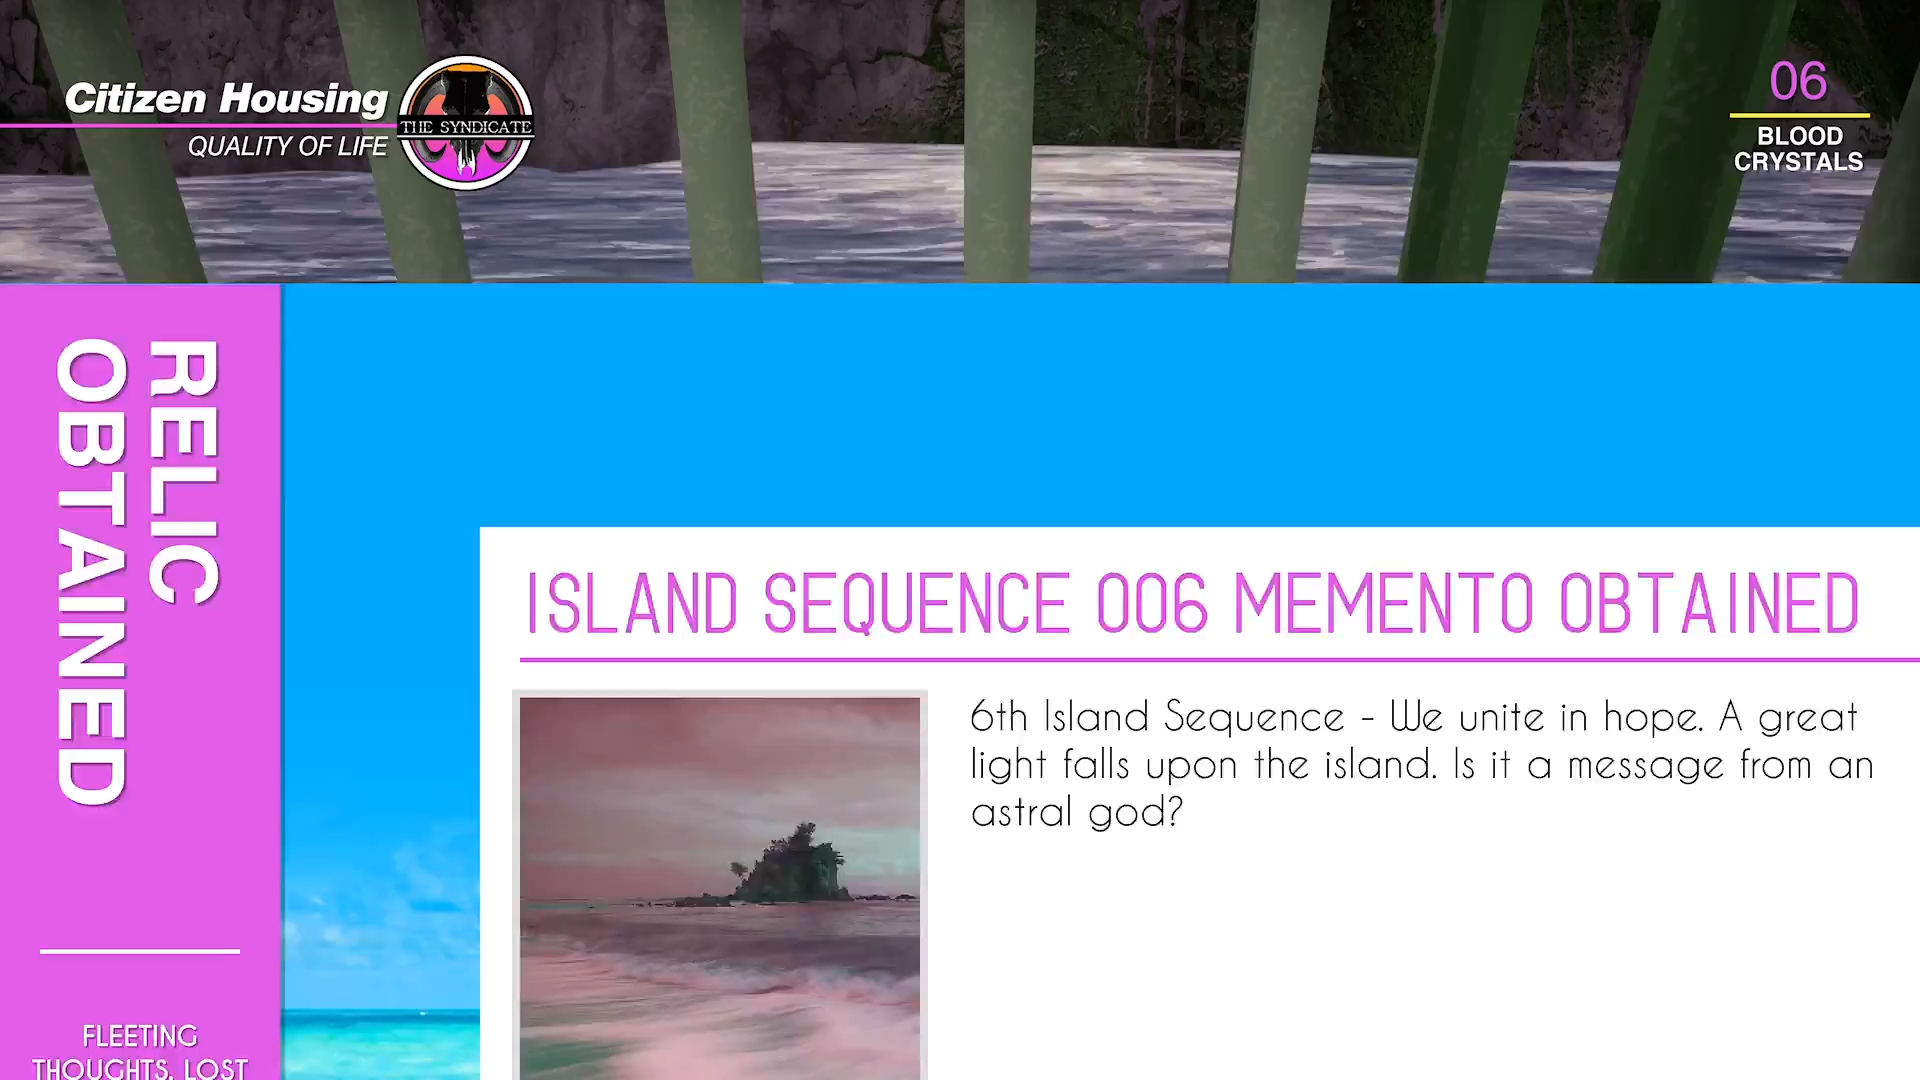 Citizen Housing
QUALITY OF LIFE
THE SYNDICATE
06
BLOOD
CRYSTALS
RELIC
OBTAINED
ISLAND SEQUENCE 006 MEMENTO OBTAINED
6th Island Sequence - We unite in hope. A great
light falls upon the island. Is it a message from an
astral god?
FLEETING
THOUGHTS, LOST